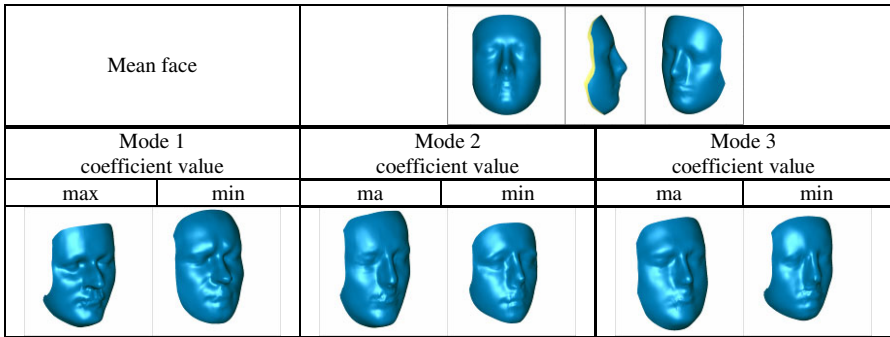 Mean face
Mode 1 Mode 2 Mode 3
coefficient value coefficient value coefficient value
max min ma min ma min